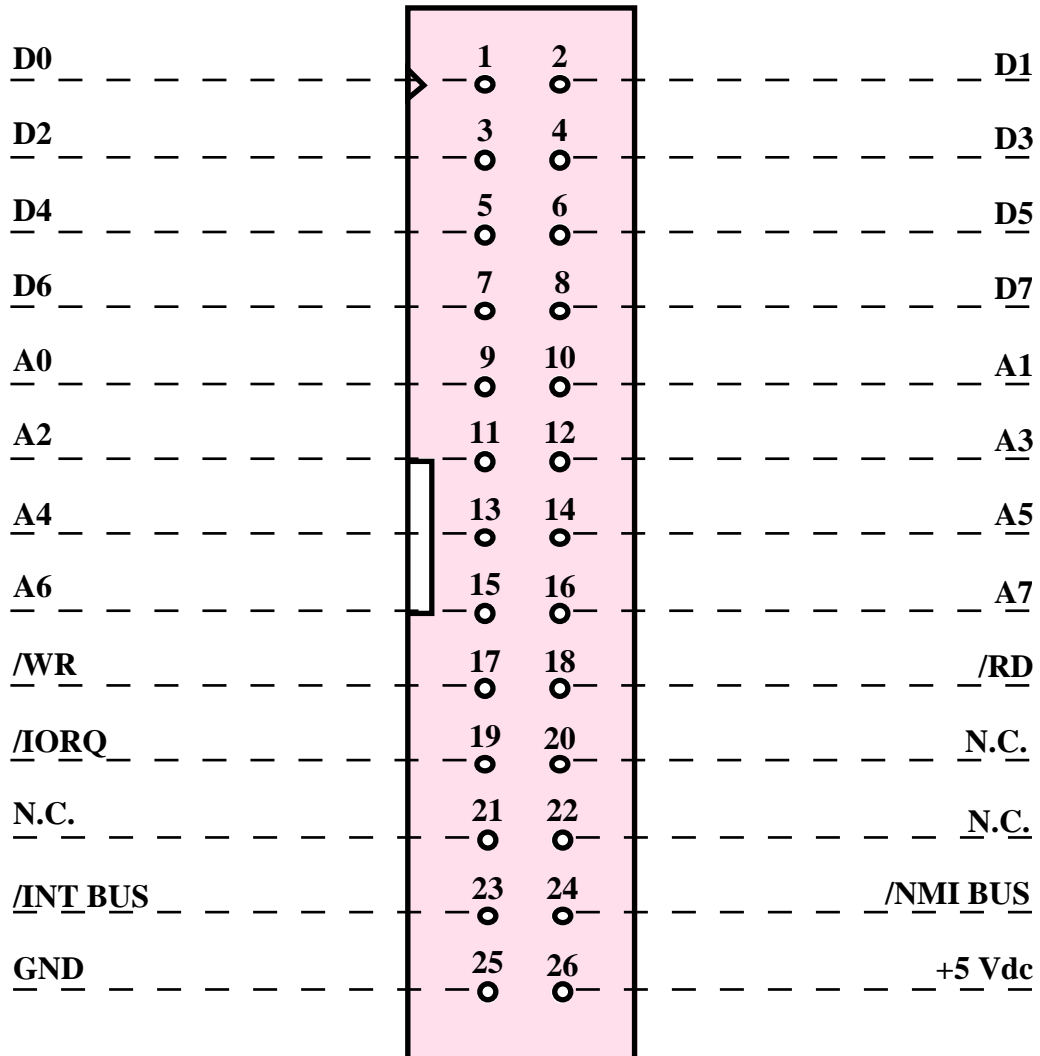 D0 1 2 D1
D2 3 4 D3
D4 5 6 D5
D6 7 8 D7
A0 9 10 A1
A2 11 12 A3
A4 13 14 A5
A6 15 16 A7
/WR 17 18 /RD
/IORQ 19 20 N.C.
N.C. 21 22 N.C.
/INT BUS 23 24 /NMI BUS
GND 25 26 +5 Vdc